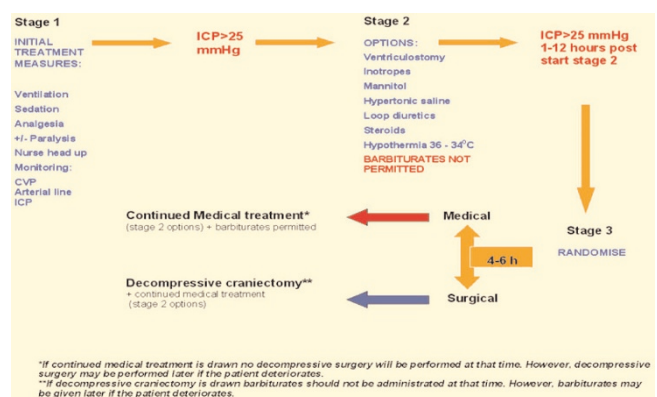 Stage 1
INITIAL
TREATMENT
MEASURES:
Ventilation
Sedation
Analgesia
+/- Paralysis
Nurse head up
Monitoring:
CVP
Arterial line
ICP
ICP>25
mmHg
Stage 2
OPTIONS:
Ventriculostomy
Inotropes
Mannitol
Hypertonic saline
Loop diuretics
Steroids
Hypothermia 36 - 34°C
BARBITURATES NOT
PERMITTED
ICP>25 mmHg
1-12 hours post
start stage 2
Stage 3
RANDOMISE
4-6 h
Medical
Surgical
Continued Medical treatment*
(stage 2 options) + barbiturates permitted
Decompressive craniectomy**
+ continued medical treatment
(stage 2 options)
*If continued medical treatment is drawn no decompressive surgery will be performed at that time. However, decompressive
surgery may be performed later if the patient deteriorates.
**If decompressive craniectomy is drawn barbiturates should not be administrated at that time. However, barbiturates may
be given later if the patient deteriorates.